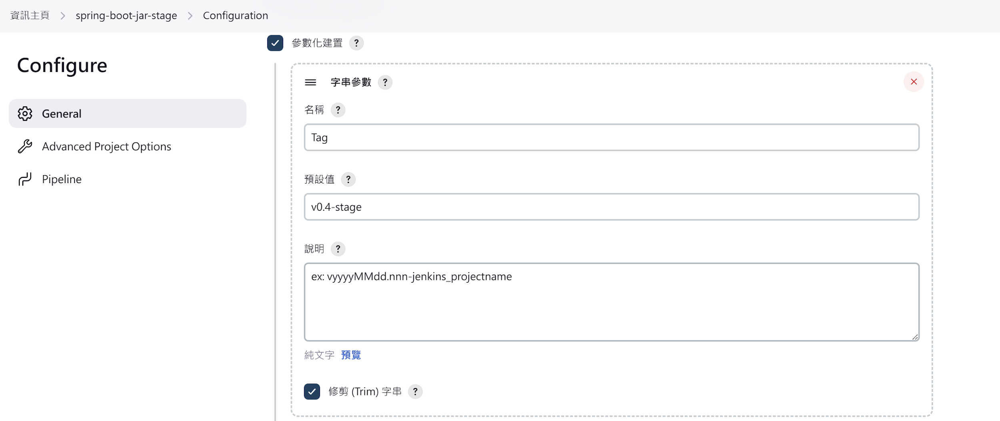 資訊主頁 > spring-boot-jar-stage > Configuration
Configure
General
Advanced Project Options
Pipeline
參數化建置 ?
字串參數 ?
名稱 ?
Tag
預設值 ?
v0.4-stage
說明 ?
ex: vyyyyMMdd.nnn-jenkins_projectname
純文字 預覽
修剪 (Trim) 字串 ?